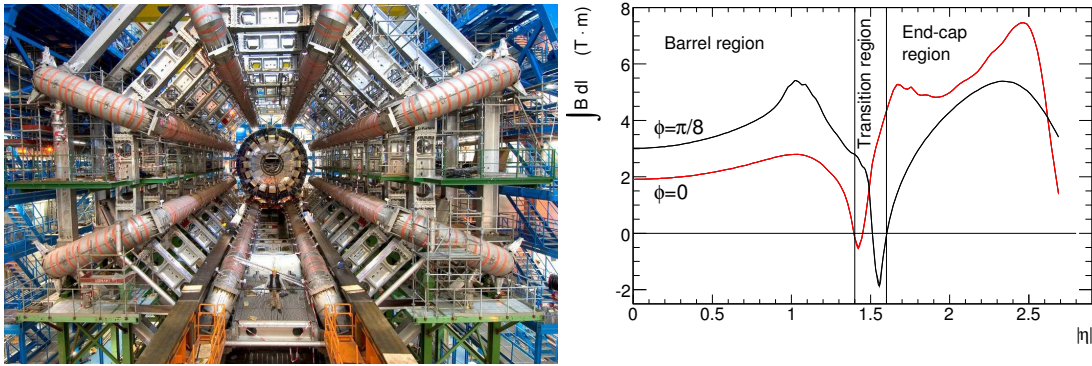 ∫ B dl (T · m)
8
6
4
2
0
-2
Barrel region
Transition region
End-cap
region
ϕ=π/8
ϕ=0
0 0.5 1 1.5 2 2.5
|η|